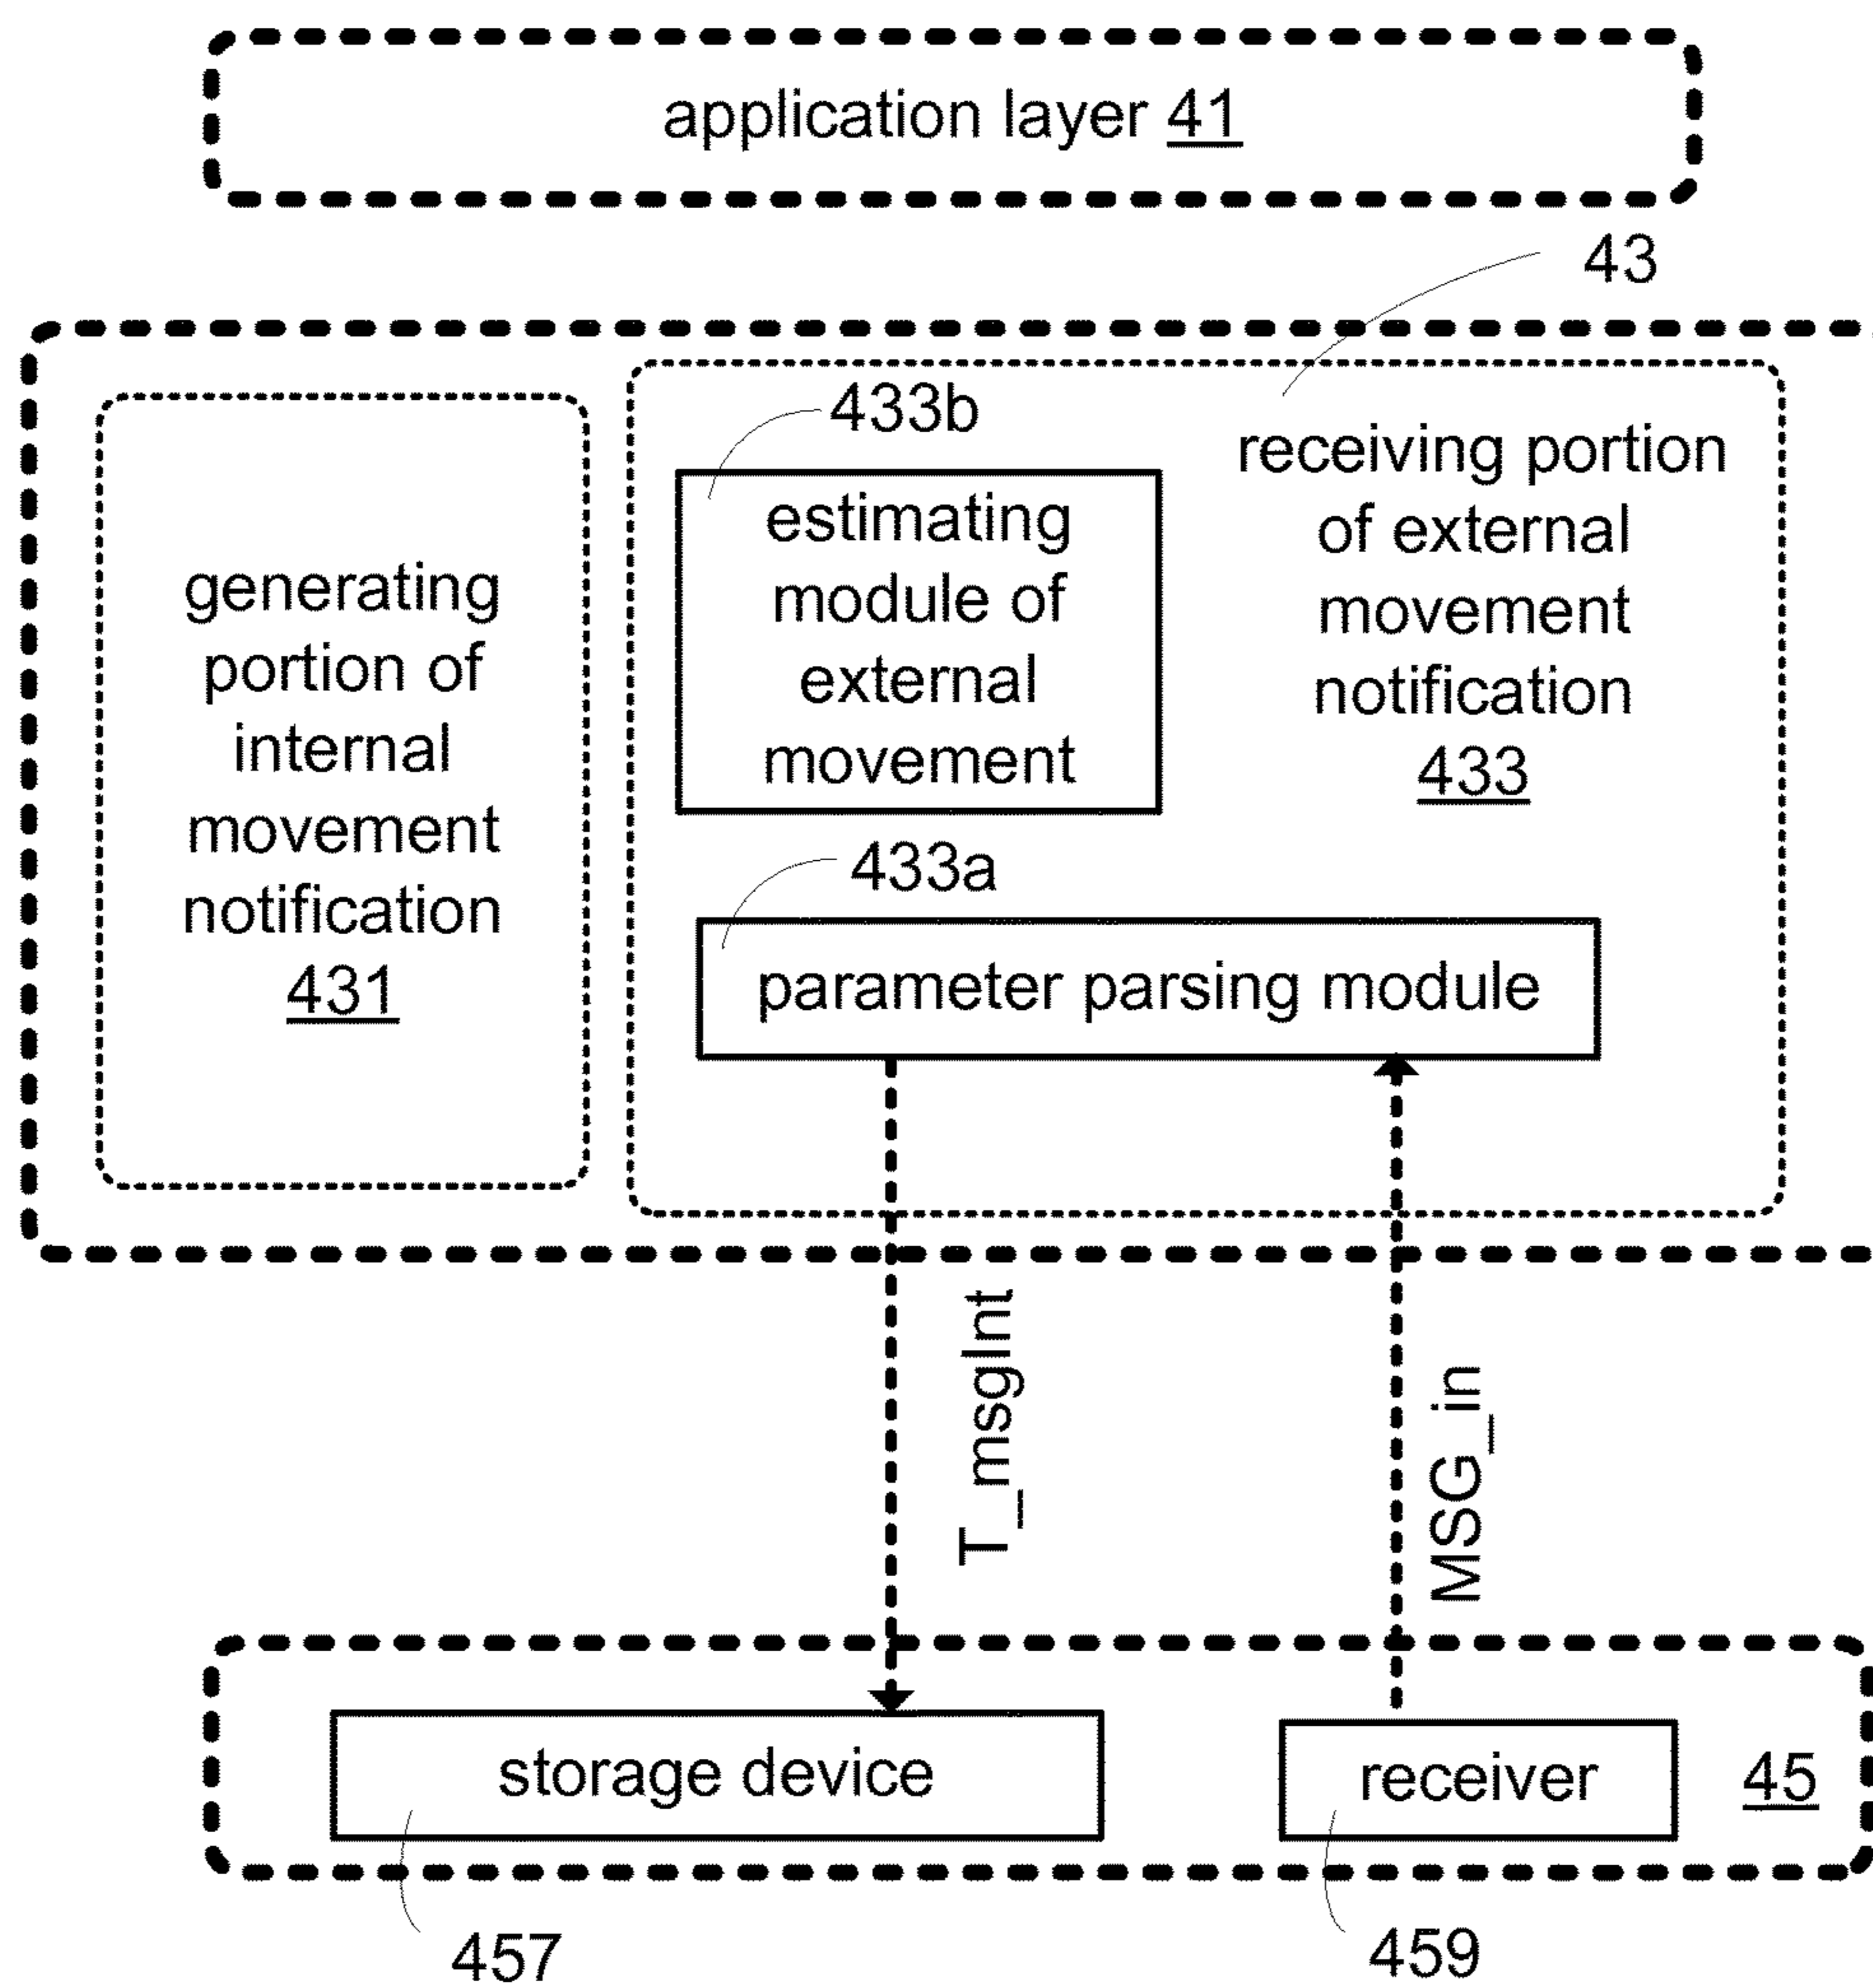 application layer 41
43
433b
receiving portion
of external
movement
notification
433
estimating
module of
external
movement
generating
portion of
internal
movement
notification
431
433a
parameter parsing module
T_msgInt
MSG_in
storage device
receiver
45
457
459